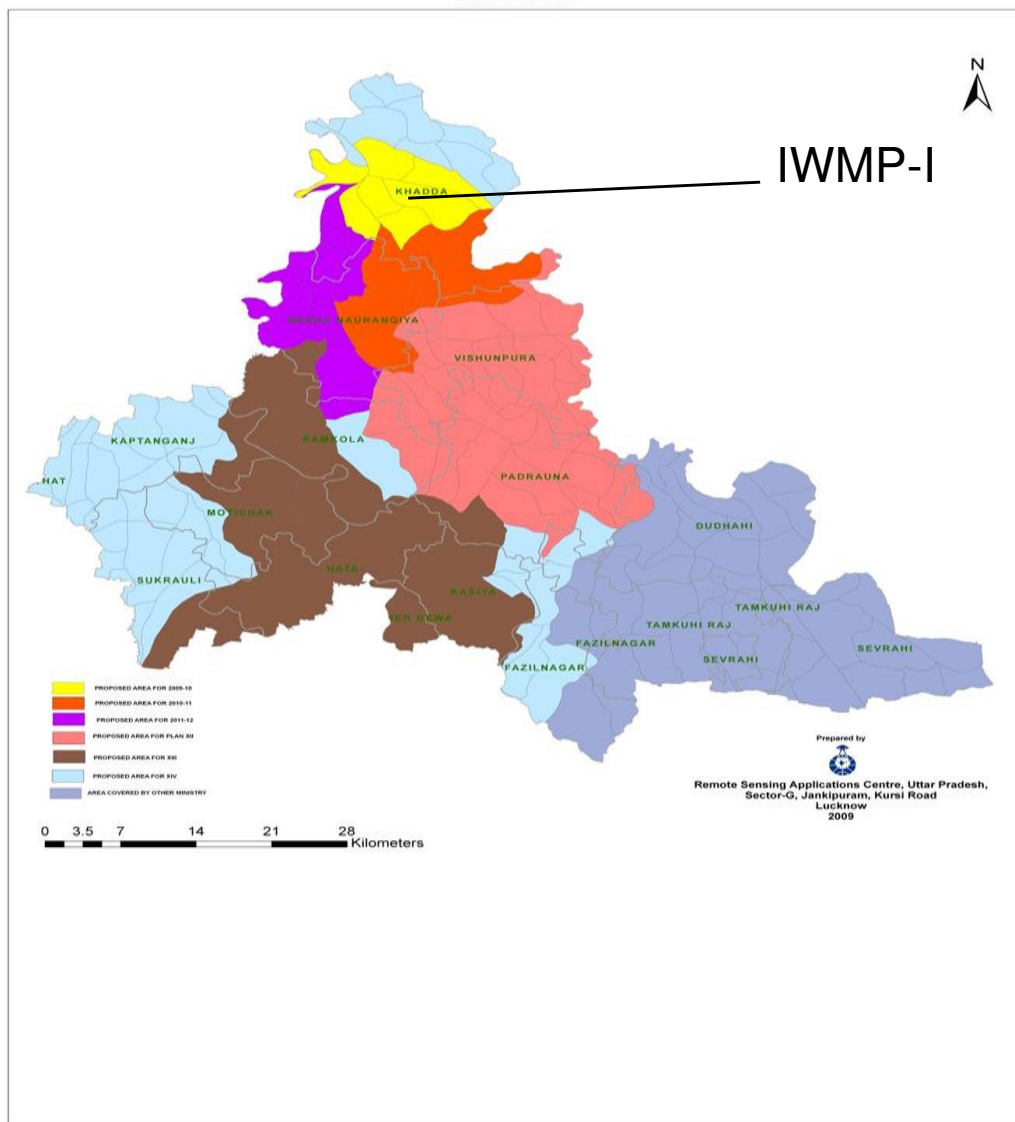 N
IWMP-I
KHADDA
NAURANGIYA
VISHUNPURA
RAMKOLA
KAPTANGANJ
HAT
PADRAUNA
MOTICHAK
DUDHAHI
SUKRAULI
HATA
KASIYA
TAMKUHI RAJ
NER DEWA
TAMKUHI RAJ
FAZILNAGAR
SEVRAHI
SEVRAHI
FAZILNAGAR
PROPOSED AREA FOR 2009-10
PROPOSED AREA FOR 2010-11
PROPOSED AREA FOR 2011-12
PROPOSED AREA FOR PLAN XII
PROPOSED AREA FOR XIII
PROPOSED AREA FOR XIV
AREA COVERED BY OTHER MINISTRY
Prepared by
Remote Sensing Applications Centre, Uttar Pradesh,
Sector-G, Jankipuram, Kursi Road
Lucknow
2009
0 3.5 7 14 21 28
Kilometers